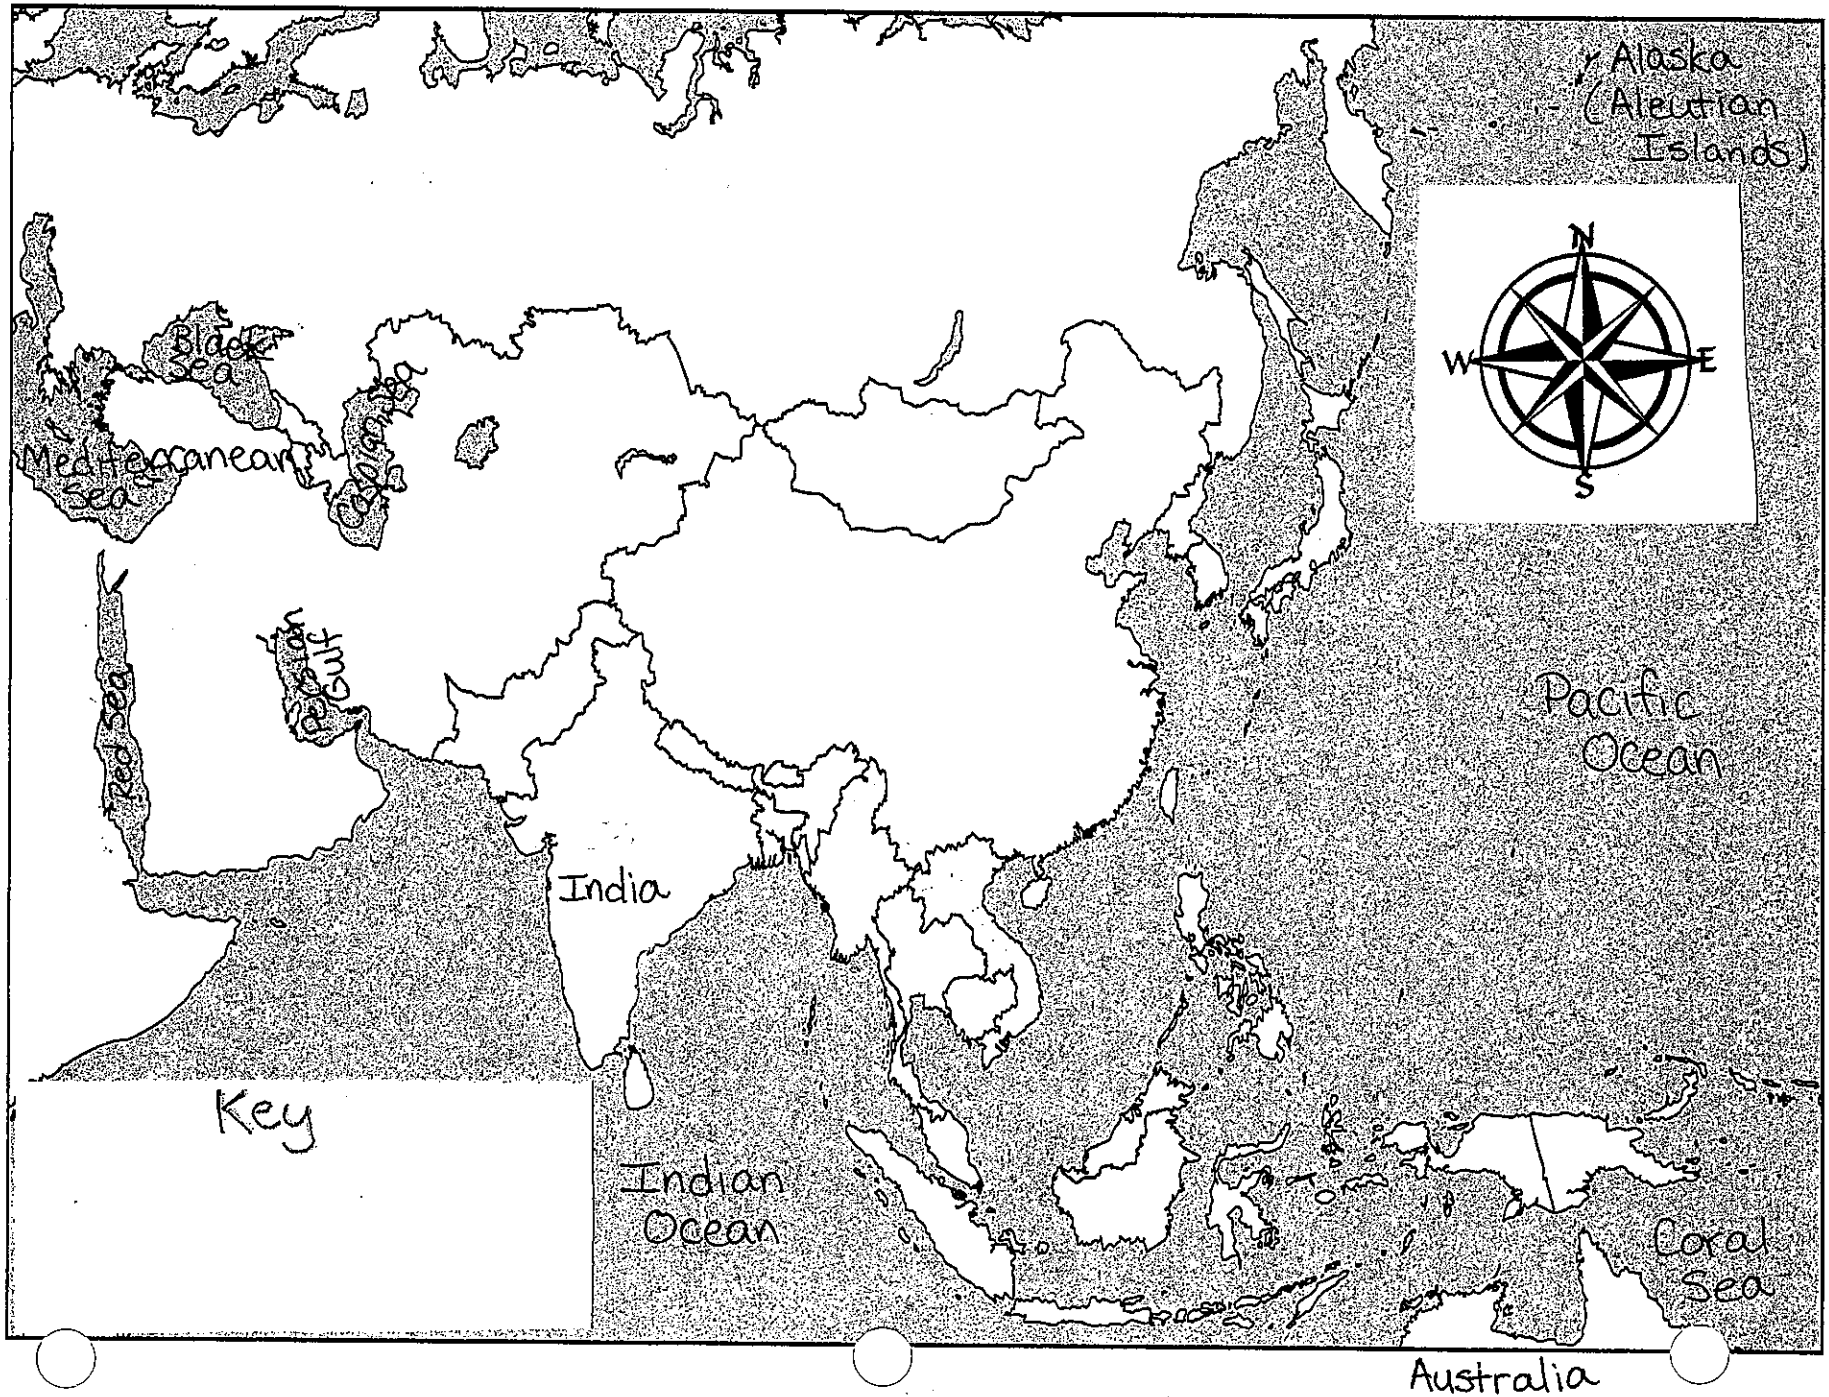 Alaska
(Aleutian
Islands)
N
W E
S
Black
Sea
Caspian Sea
Mediterranean
Sea
Persian
Gulf
Red Sea
Pacific
Ocean
India
Key
Indian
Ocean
Coral
Sea
Australia